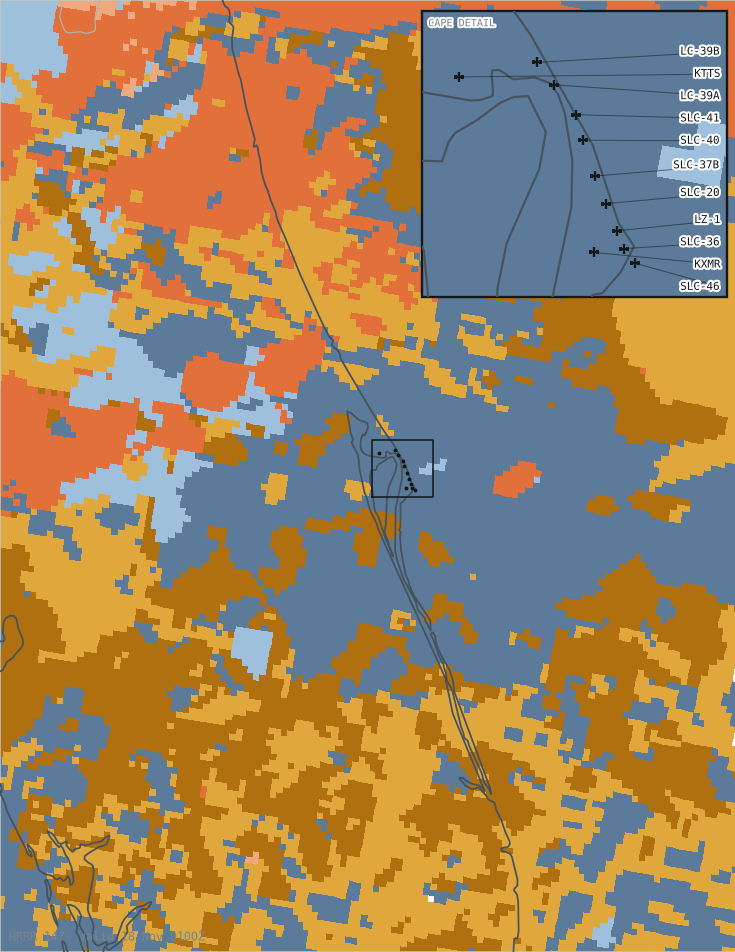 CAPE DETAIL
LC-39B
KTTS
LC-39A
SLC-41
SLC-40
SLC-37B
SLC-20
LZ-1
SLC-36
KXMR
SLC-46